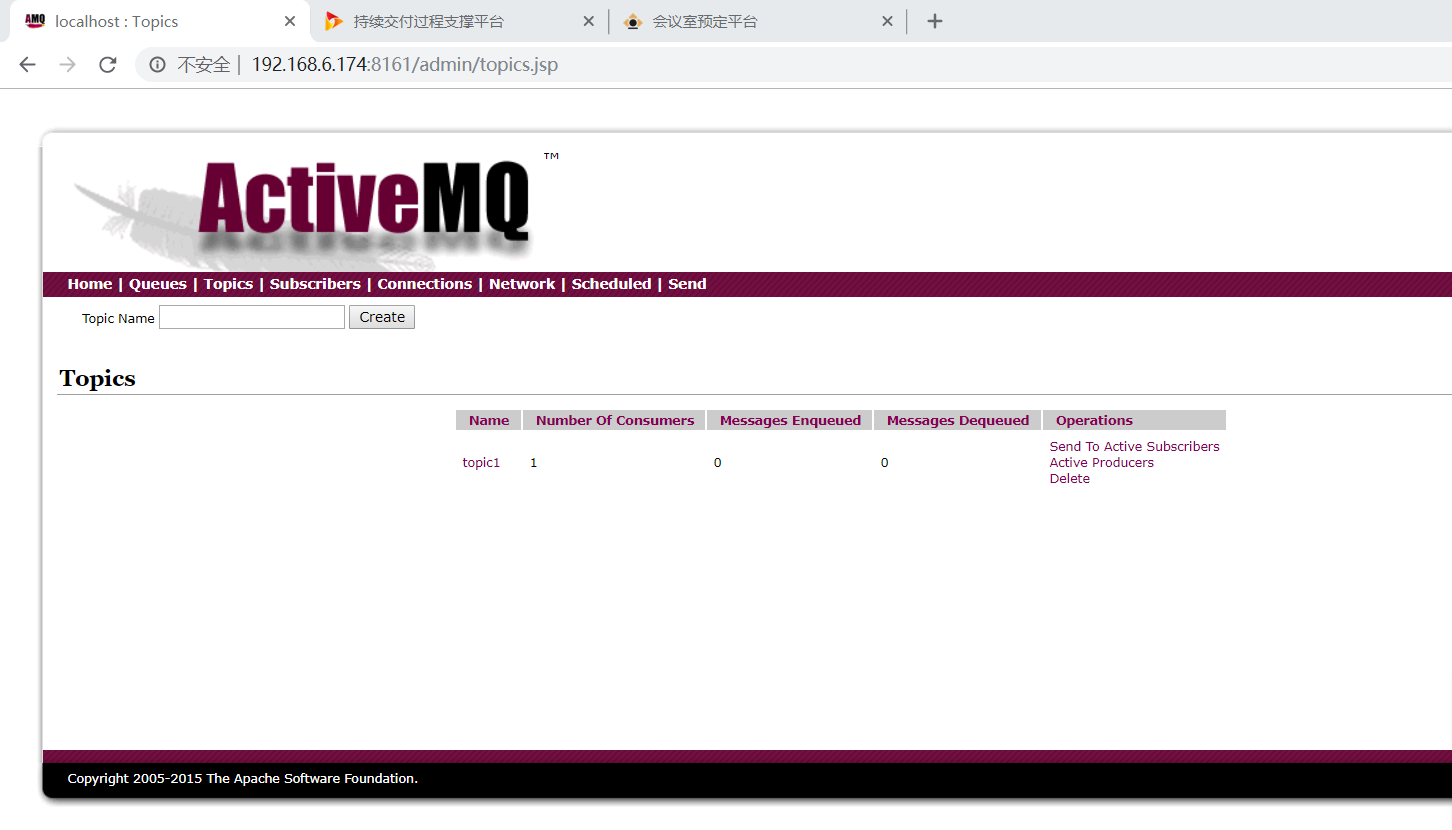 AMQ localhost : Topics 持续交付过程支撑平台 会议室预定平台
不安全 | 192.168.6.174:8161/admin/topics.jsp
ActiveMQ ™
Home | Queues | Topics | Subscribers | Connections | Network | Scheduled | Send
Topic Name Create
Topics
Name Number Of Consumers Messages Enqueued Messages Dequeued Operations
topic1 1 0 0 Send To Active Subscribers
Active Producers
Delete
Copyright 2005-2015 The Apache Software Foundation.